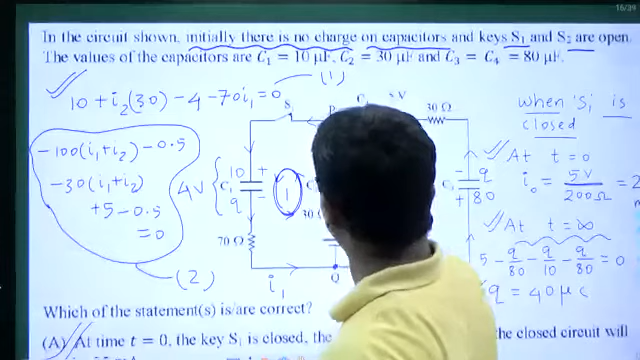 16/39
In the circuit shown, initially there is no charge on capacitors and keys S₁ and S₂ are open.
The values of the capacitors are C₁ = 10 μF, C₂ = 30 μF and C₃ = C₄ = 80 μF.
(1)
10 + i₂(30) - 4 - 70i₁ = 0
-100(i₁+i₂) - 0.5
-30(i₁+i₂)
+5 - 0.5
= 0
(2)
4V
10
+
C₁
q
-
1
70 Ω
i₁
Q
30 Ω
- q
+ 80
when 'S₁ is
closed
At t = 0
i₀ = 5V / 200Ω = 2
At t = ∞
5 - q/80 - q/10 - q/80 = 0
q = 40 μC
Which of the statement(s) is/are correct?
(A) At time t = 0, the key S₁ is closed, the
the closed circuit will